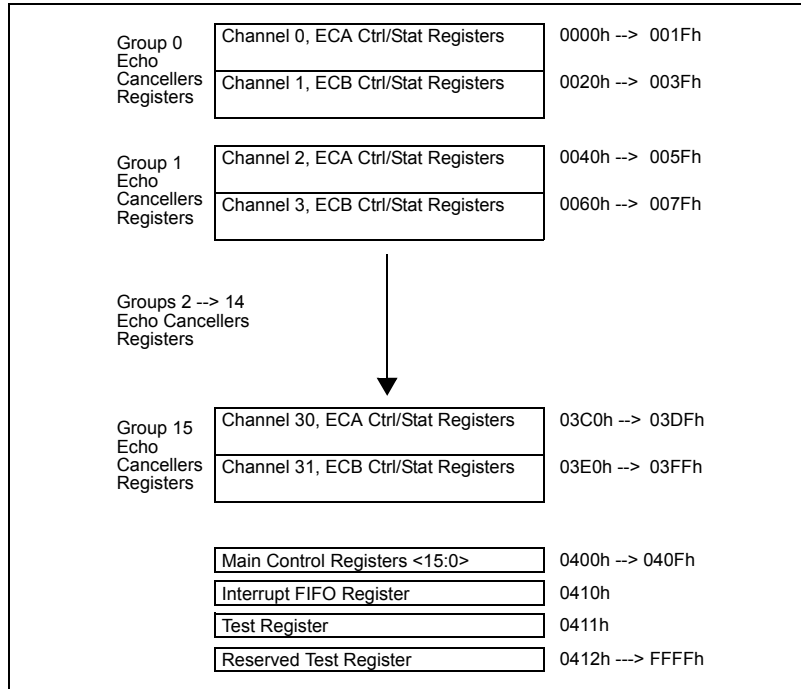 Group 0
Echo
Cancellers
Registers
Channel 0, ECA Ctrl/Stat Registers
0000h --> 001Fh
Channel 1, ECB Ctrl/Stat Registers
0020h --> 003Fh
Group 1
Echo
Cancellers
Registers
Channel 2, ECA Ctrl/Stat Registers
0040h --> 005Fh
Channel 3, ECB Ctrl/Stat Registers
0060h --> 007Fh
Groups 2 --> 14
Echo Cancellers
Registers
Group 15
Echo
Cancellers
Registers
Channel 30, ECA Ctrl/Stat Registers
03C0h --> 03DFh
Channel 31, ECB Ctrl/Stat Registers
03E0h --> 03FFh
Main Control Registers <15:0>
0400h --> 040Fh
Interrupt FIFO Register
0410h
Test Register
0411h
Reserved Test Register
0412h ---> FFFFh